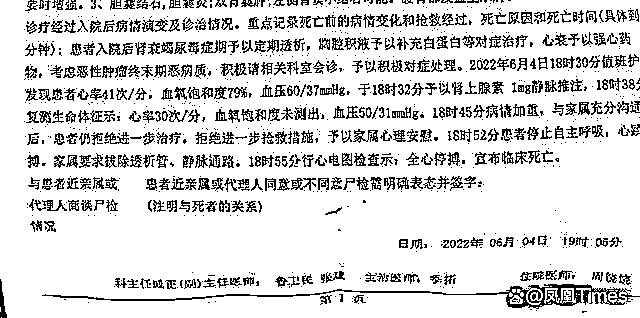 要时增强。3、胆囊结石,胆囊炎;双肾囊肿,
诊疗经过入院后病情演变及诊治情况。重点记录死亡前的病情变化和抢救经过,死亡原因和死亡时间(具体到
分钟):患者入院后肾衰竭尿毒症期予以定期透析,胸腔积液予以补充白蛋白等对症治疗,心衰予以强心药
物,考虑恶性肿瘤终末期恶病质,积极请相关科室会诊,予以积极对症处理。2022年6月4日18时30分值班护
发现患者心率41次/分,血氧饱和度79%,血压60/37mmHg,于18时32分予以肾上腺素 1mg静脉推注,18时38分
复测生命体征示:心率30次/分,血氧饱和度未测出,血压50/31mmHg。18时45分病情加重,与家属充分沟通
后,患者仍拒绝进一步治疗。拒绝进一步抢救措施,予以家属心理安慰。18时52分患者停止自主呼吸,心跳
搏。家属要求拔除透析管、静脉通路。18时55分行心电图检查示:全心停搏。宣布临床死亡。
与患者近亲属或 患者近亲属或代理人同意或不同意尸检需明确表态并签字:
代理人商谈尸检 (注明与死者的关系)
情况
日期: 2022年 06月 04日 19时 05分
科主任或正(副)主任医师: 鲁卫民 张 主治医师: 李拓 住院医师: 周
第 1 页
@凤凰Times